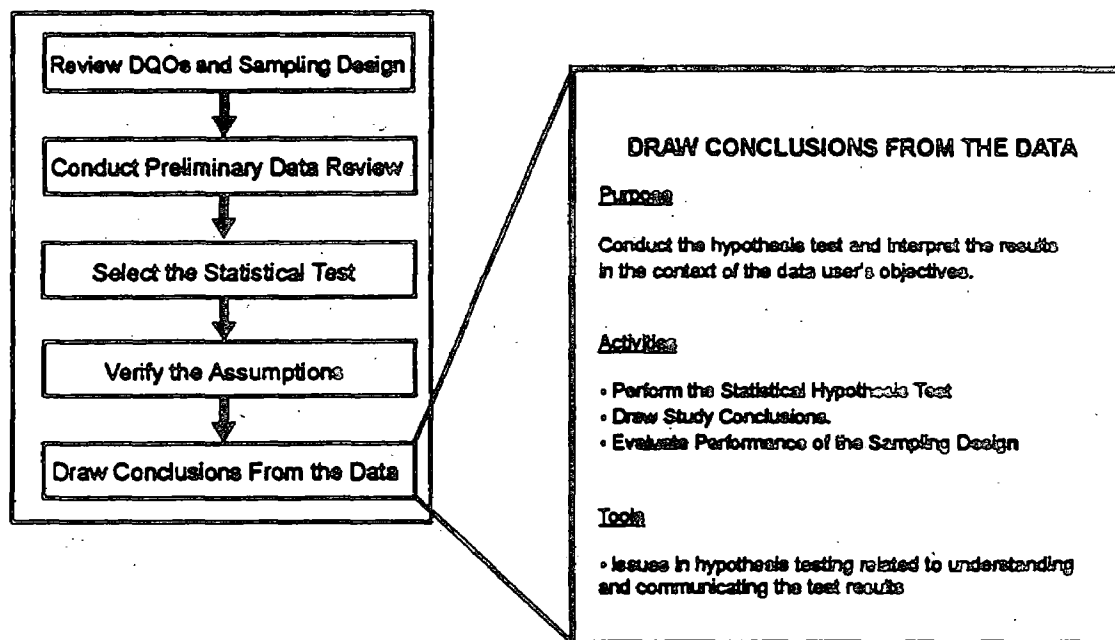 Review DQOs and Sampling Design
Conduct Preliminary Data Review
Select the Statistical Test
Verify the Assumptions
Draw Conclusions From the Data
DRAW CONCLUSIONS FROM THE DATA
Purpose
Conduct the hypothesis test and interpret the results
in the context of the data user's objectives.
Activities
• Perform the Statistical Hypothesis Test
• Draw Study Conclusions.
• Evaluate Performance of the Sampling Design
Tools
• Issues in hypothesis testing related to understanding
and communicating the test results